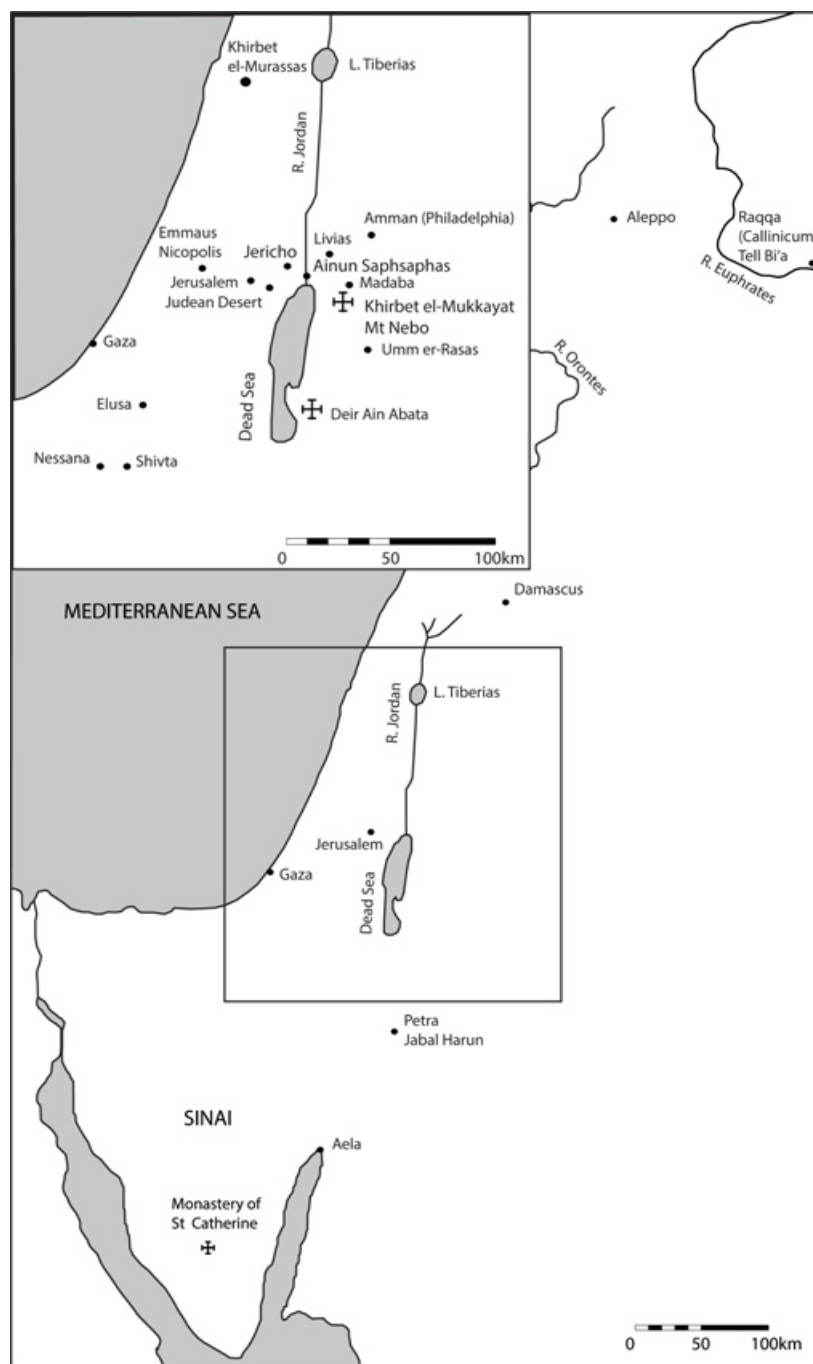 Khirbet
el-Murassas
L. Tiberias
R. Jordan
Amman (Philadelphia)
Emmaus
Nicopolis
Jericho
Livias
Ainun Saphsaphas
Jerusalem
Judean Desert
Madaba
Khirbet el-Mukkayat
Mt Nebo
Gaza
Umm er-Rasas
Dead Sea
Elusa
Deir Ain Abata
Nessana
Shivta
0 50 100km
Aleppo
Raqqa
(Callinicum)
Tell Bi'a
R. Euphrates
R. Orontes
MEDITERRANEAN SEA
Damascus
R. Jordan
L. Tiberias
Jerusalem
Gaza
Dead Sea
Petra
Jabal Harun
SINAI
Aela
Monastery of
St Catherine
0 50 100km